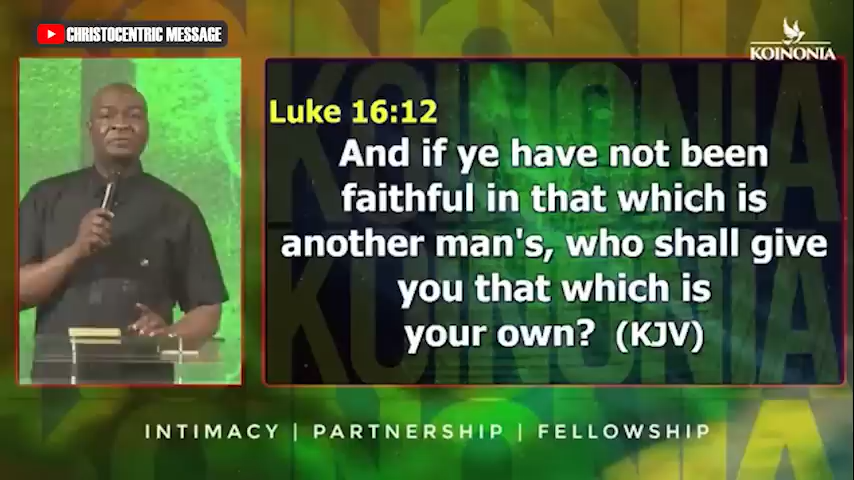 CHRISTOCENTRIC MESSAGE
KOINONIA
Luke 16:12
And if ye have not been
faithful in that which is
another man's, who shall give
you that which is
your own? (KJV)
INTIMACY | PARTNERSHIP | FELLOWSHIP